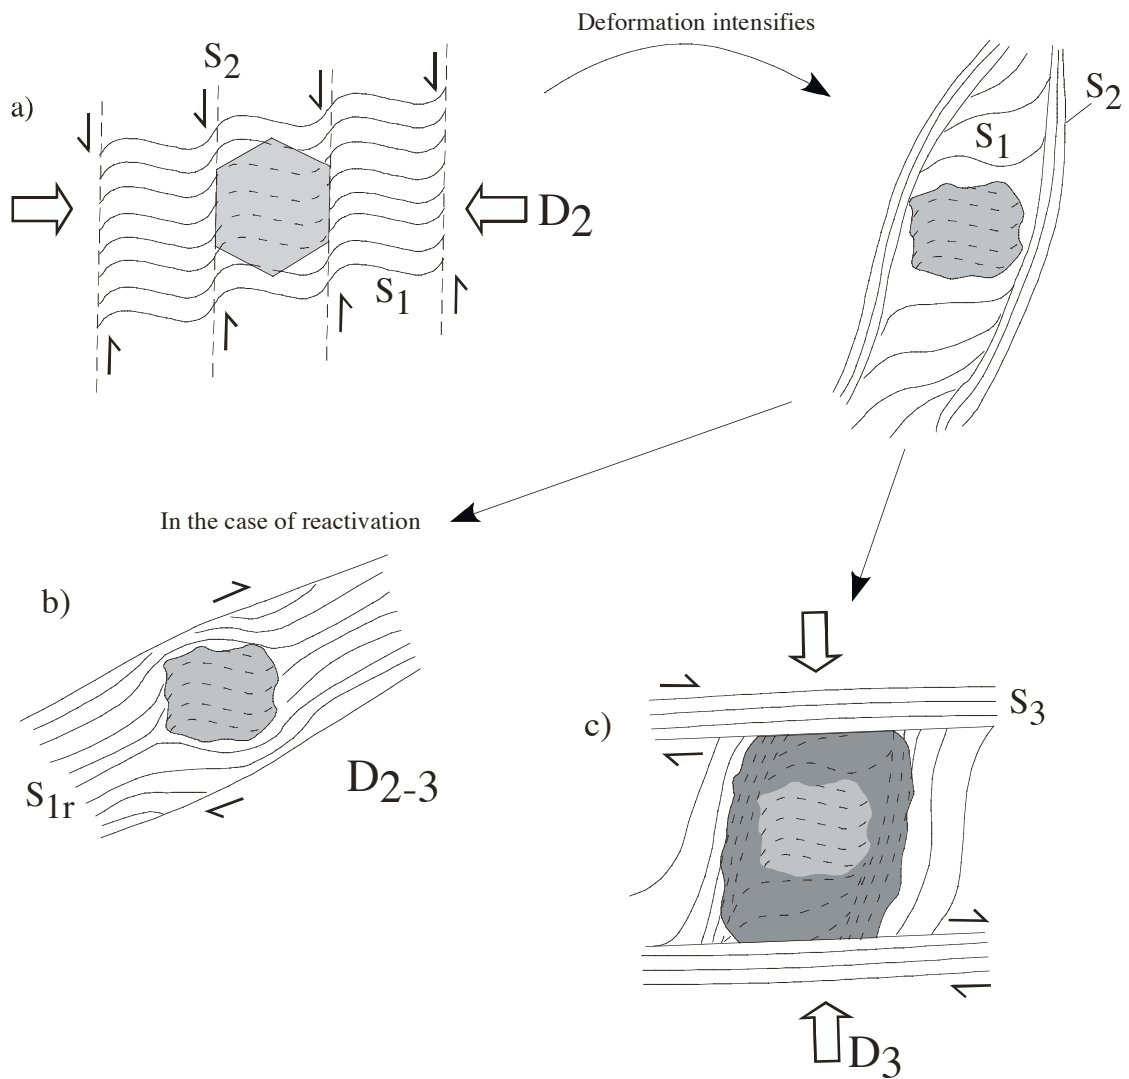 Deformation intensifies
a)
S2
D2
S1
S2
S1
In the case of reactivation
b)
S1r
D2-3
c)
S3
D3